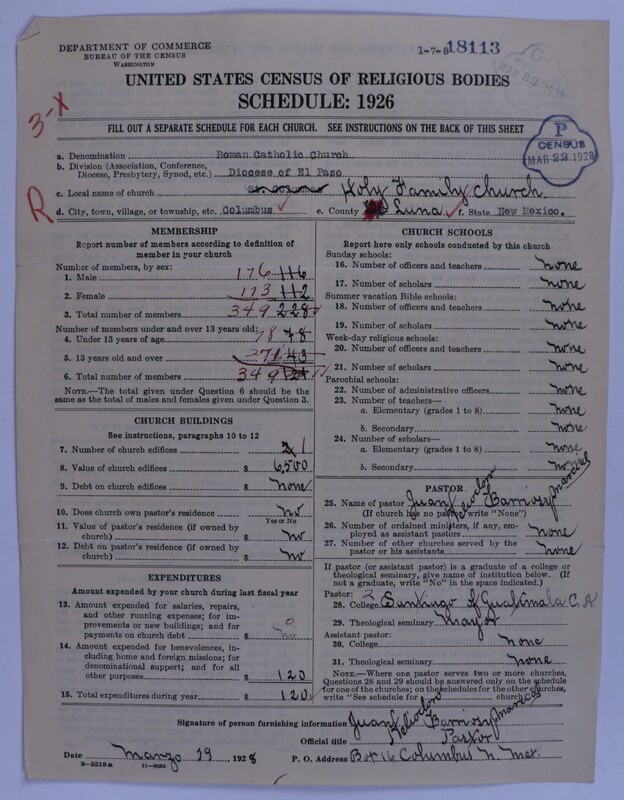 DEPARTMENT OF COMMERCE
BUREAU OF THE CENSUS
WASHINGTON
1-7-8 18113
UNITED STATES CENSUS OF RELIGIOUS BODIES
SCHEDULE: 1926
3-X
FILL OUT A SEPARATE SCHEDULE FOR EACH CHURCH. SEE INSTRUCTIONS ON THE BACK OF THIS SHEET
P
CENSUS
MAR 22 1928
a. Denomination Roman Catholic Church
b. Division (Association, Conference, Diocese, Presbytery, Synod, etc.) Diocese of El Paso
c. Local name of church Holy Family church.
R
d. City, town, village, or township, etc. Columbus e. County Luna f. State New Mexico.
MEMBERSHIP
Report number of members according to definition of member in your church
Number of members, by sex:
1. Male 176 116
2. Female 173 112
3. Total number of members 349 228
Number of members under and over 13 years old:
4. Under 13 years of age 78
5. 13 years old and over 271 43
6. Total number of members 349
NOTE.—The total given under Question 6 should be the same as the total of males and females given under Question 3.
CHURCH BUILDINGS
See instructions, paragraphs 10 to 12
7. Number of church edifices 1
8. Value of church edifices $ 6,500
9. Debt on church edifices $ None
10. Does church own pastor's residence no
Yes or No
11. Value of pastor's residence (if owned by church) $ no
12. Debt on pastor's residence (if owned by church) $ no
EXPENDITURES
Amount expended by your church during last fiscal year
13. Amount expended for salaries, repairs, and other running expenses; for improvements or new buildings; and for payments on church debt $ no 0
14. Amount expended for benevolences, including home and foreign missions; for denominational support; and for all other purposes $ 120
15. Total expenditures during year $ 120
CHURCH SCHOOLS
Report here only schools conducted by this church
Sunday schools:
16. Number of officers and teachers None
17. Number of scholars None
Summer vacation Bible schools:
18. Number of officers and teachers None
19. Number of scholars None
Week-day religious schools:
20. Number of officers and teachers None
21. Number of scholars None
Parochial schools:
22. Number of administrative officers None
23. Number of teachers—
a. Elementary (grades 1 to 8) None
b. Secondary None
24. Number of scholars—
a. Elementary (grades 1 to 8) None
b. Secondary
PASTOR
25. Name of pastor Juan
(If church has no pastor, write "None")
26. Number of ordained ministers, if any, employed as assistant pastors None
27. Number of other churches served by the pastor or his assistants None
If pastor (or assistant pastor) is a graduate of a college or theological seminary, give name of institution below. (If not a graduate, write "No" in the space indicated.)
Pastor:
28. College of Guatimala C. A.
29. Theological seminary
Assistant pastor:
30. College None
31. Theological seminary None
NOTE.—Where one pastor serves two or more churches, Questions 28 and 29 should be answered only on the schedule for one of the churches; on the schedules for the other churches, write "See schedule for church."
Signature of person furnishing information Juan
Official title Pastor
Date Marzo 19, 1928 P. O. Address Box 16 Columbus N. Mex.
8-5518a 11-9054